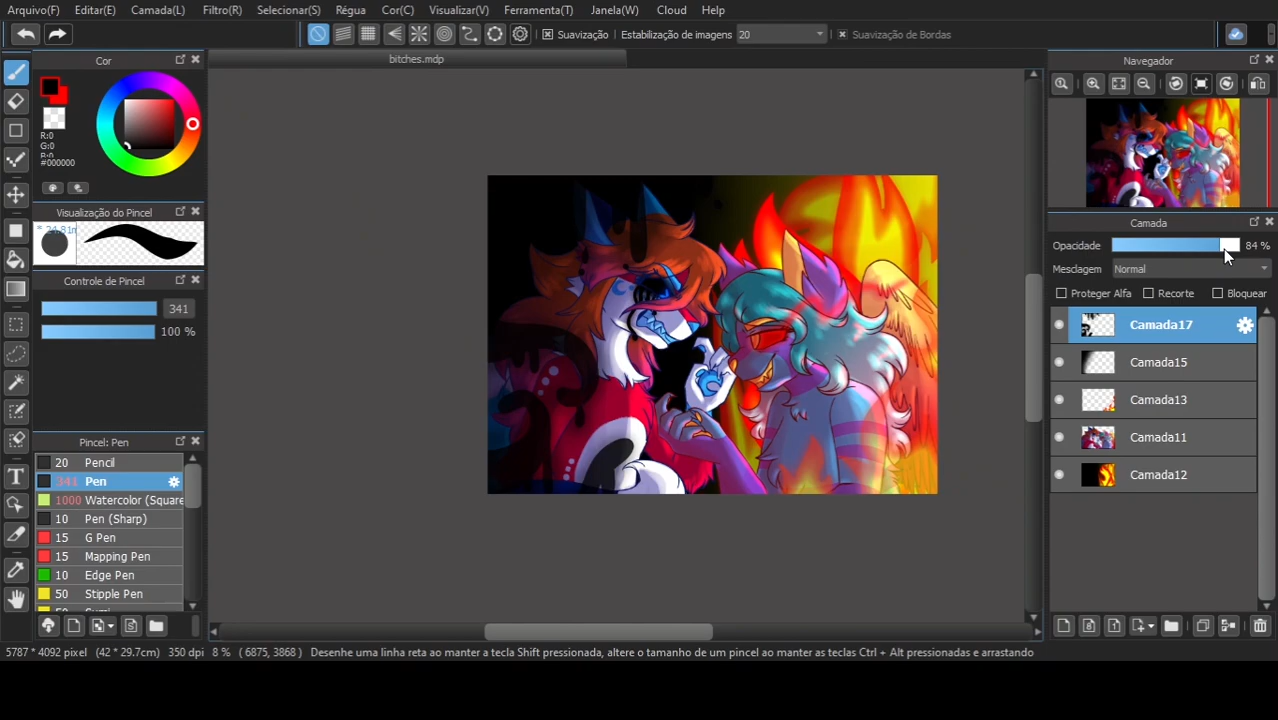 Arquivo(F) Editar(E) Camada(L) Filtro(R) Selecionar(S) Régua Cor(C) Visualizar(V) Ferramenta(T) Janela(W) Cloud Help
Suavização Estabilização de imagens 20 Suavização de Bordas
Cor
bitches.mdp
Navegador
R:0
G:0
B:0
#000000
Visualização do Pincel
Camada
Opacidade 84 %
Mesclagem Normal
Controle de Pincel
341
100 %
Proteger Alfa Recorte Bloquear
Camada17
Camada15
Camada13
Camada11
Camada12
Pincel: Pen
20 Pencil
341 Pen
1000 Watercolor (Square
10 Pen (Sharp)
15 G Pen
15 Mapping Pen
10 Edge Pen
50 Stipple Pen
5787 * 4092 pixel (42 * 29.7cm) 350 dpi 8 % ( 6875, 3868 ) Desenhe uma linha reta ao manter a tecla Shift pressionada, altere o tamanho de um pincel ao manter as teclas Ctrl + Alt pressionadas e arrastando